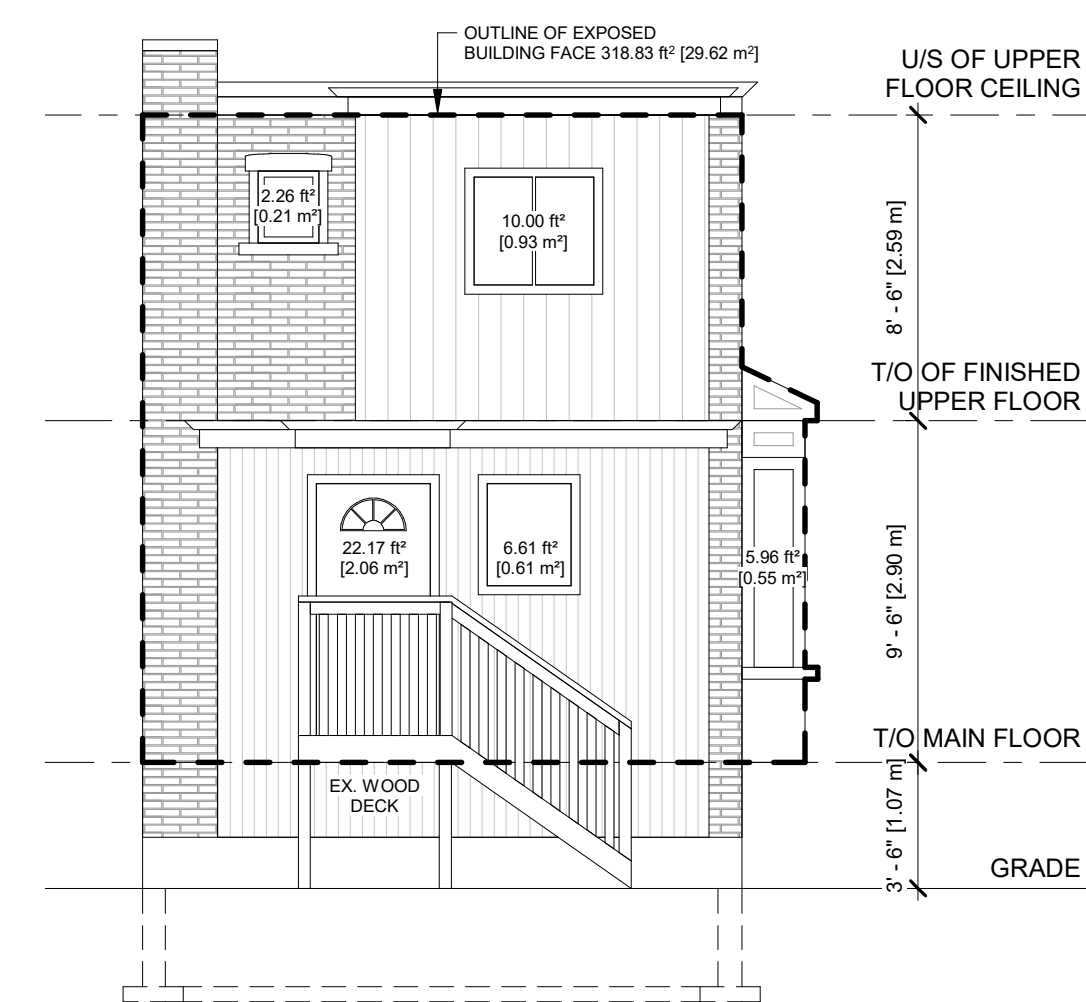 OUTLINE OF EXPOSED
BUILDING FACE 318.83 ft² [29.62 m²]
U/S OF UPPER
FLOOR CEILING
2.26 ft²
[0.21 m²]
10.00 ft²
[0.93 m²]
8' - 6" [2.59 m]
T/O OF FINISHED
UPPER FLOOR
22.17 ft²
[2.06 m²]
6.61 ft²
[0.61 m²]
5.96 ft²
[0.55 m²]
9' - 6" [2.90 m]
T/O MAIN FLOOR
EX. WOOD
DECK
3' - 6" [1.07 m]
GRADE